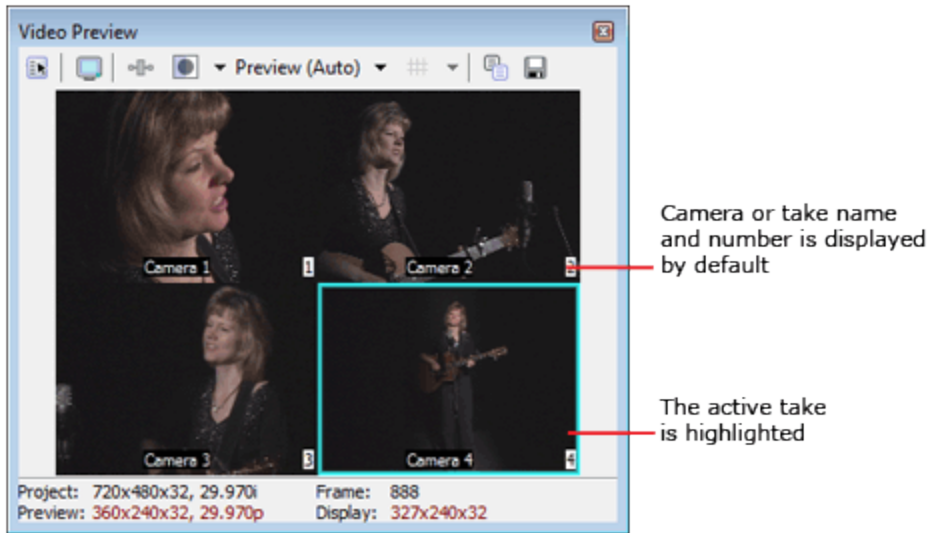 Video Preview
Preview (Auto)
Camera 1
1
Camera 2
2
Camera or take name
and number is displayed
by default
Camera 3
3
Camera 4
4
The active take
is highlighted
Project: 720x480x32, 29.970i Frame: 888
Preview: 360x240x32, 29.970p Display: 327x240x32